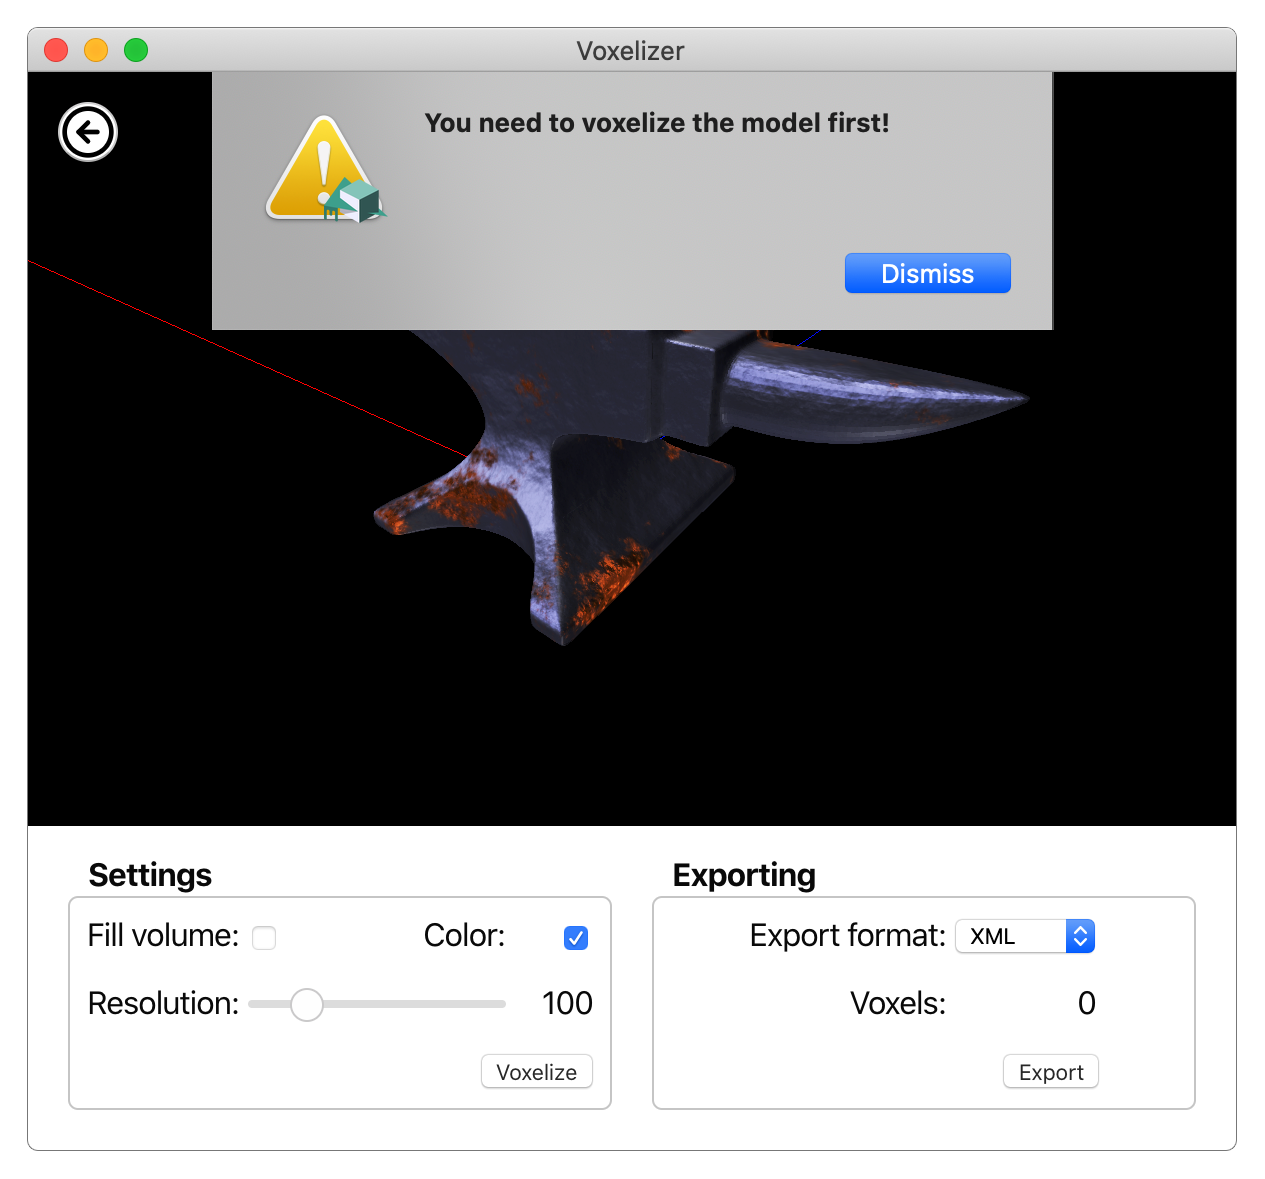 Voxelizer
You need to voxelize the model first!
Dismiss
Settings
Fill volume:
Color:
Resolution:
100
Voxelize
Exporting
Export format:
XML
Voxels:
0
Export